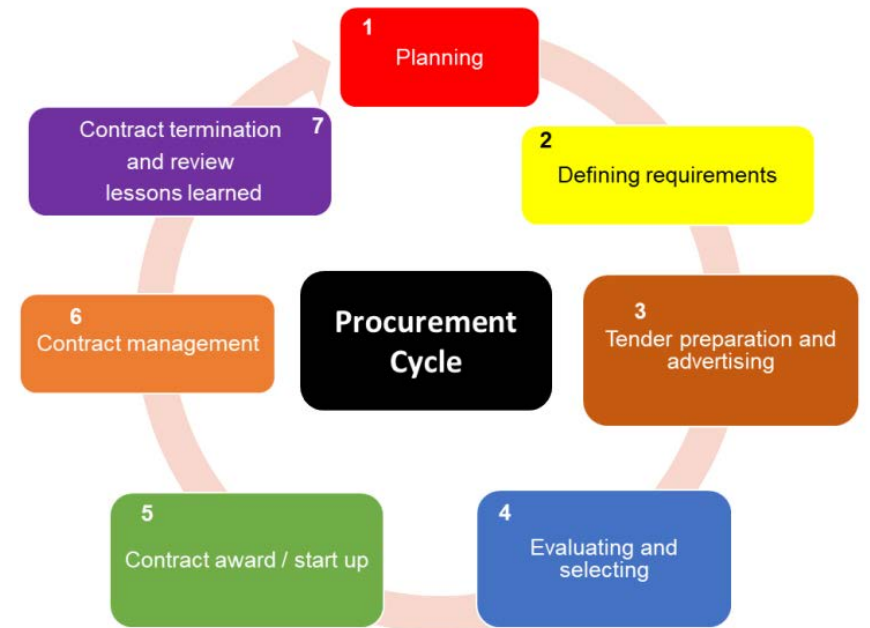 1
Planning
2
Defining requirements
3
Tender preparation and
advertising
4
Evaluating and
selecting
5
Contract award / start up
6
Contract management
7
Contract termination
and review
lessons learned
Procurement
Cycle